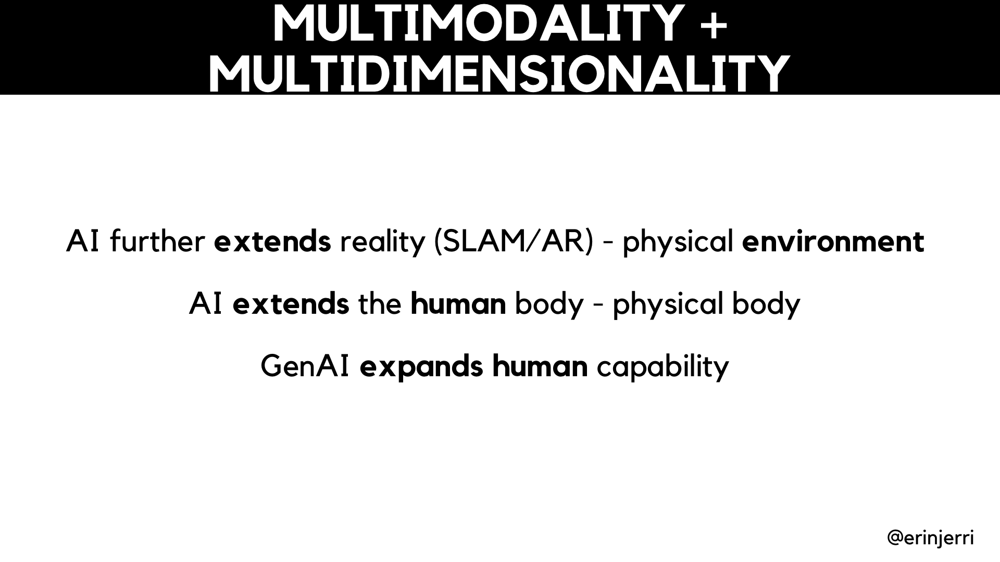 MULTIMODALITY +
MULTIDIMENSIONALITY
AI further extends reality (SLAM/AR) - physical environment
AI extends the human body - physical body
GenAI expands human capability
@erinjerri